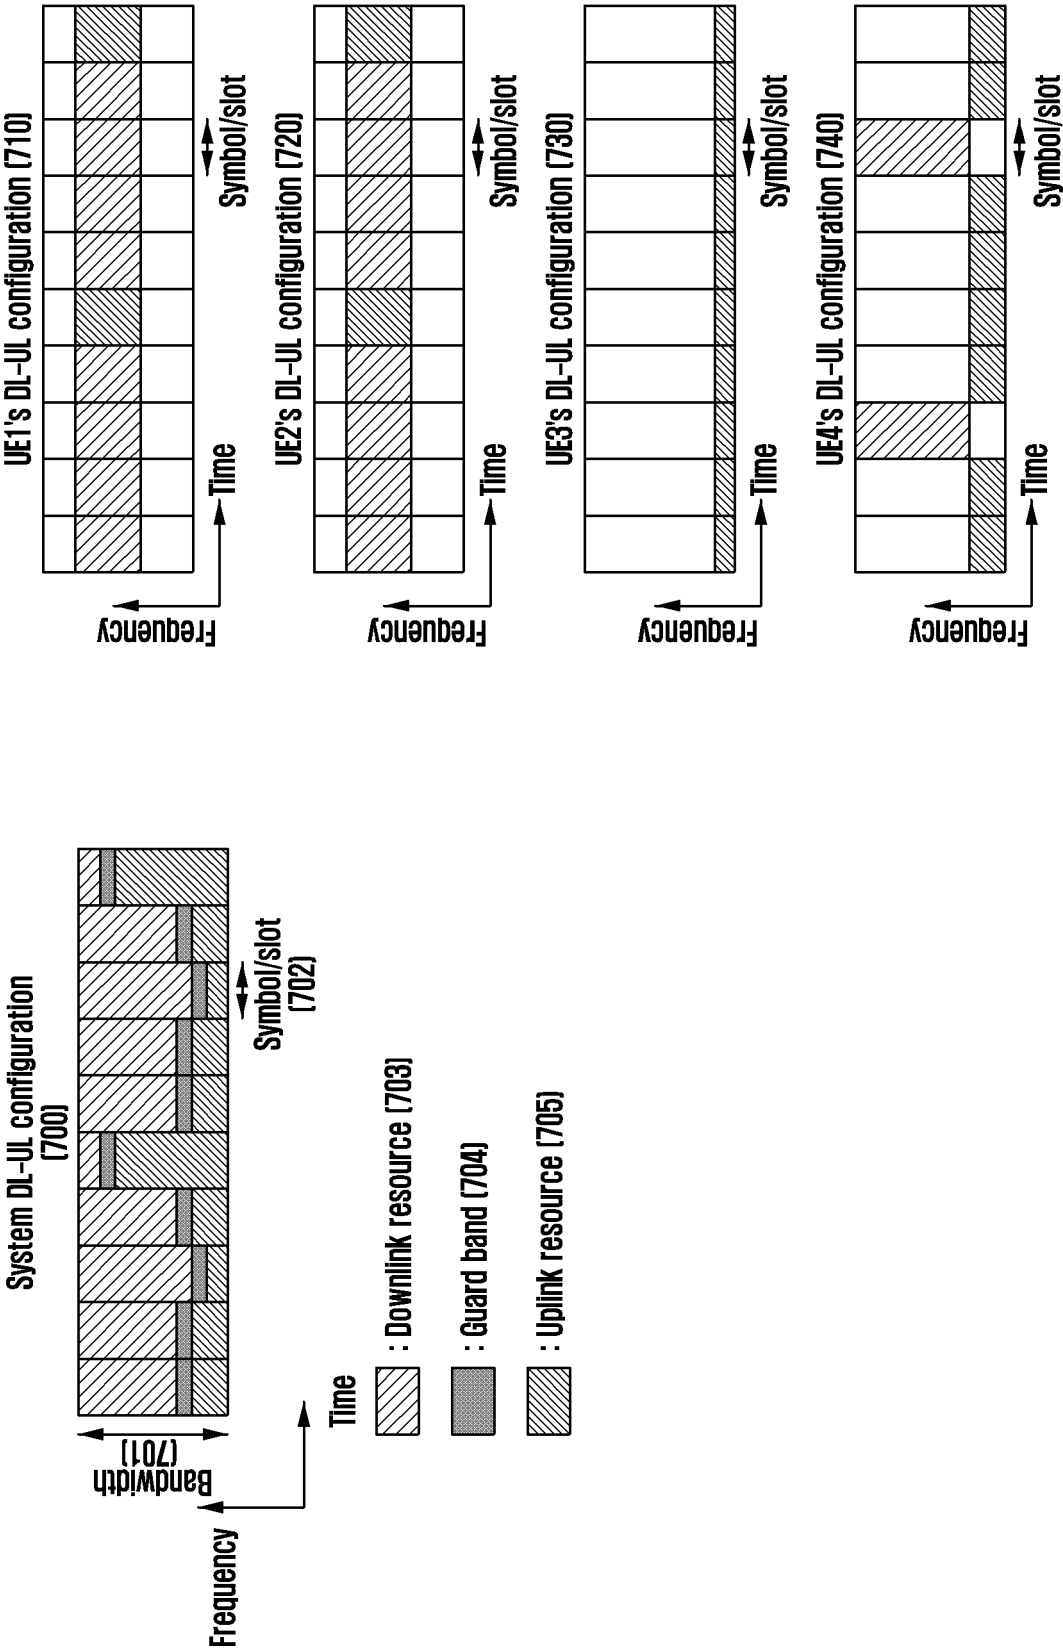 System DL-UL configuration
(700)
Bandwidth
(701)
Frequency
Time
Symbol/slot
(702)
: Downlink resource (703)
: Guard band (704)
: Uplink resource (705)
UE1's DL-UL configuration (710)
Frequency
Time
Symbol/slot
UE2's DL-UL configuration (720)
Frequency
Time
Symbol/slot
UE3's DL-UL configuration (730)
Frequency
Time
Symbol/slot
UE4's DL-UL configuration (740)
Frequency
Time
Symbol/slot